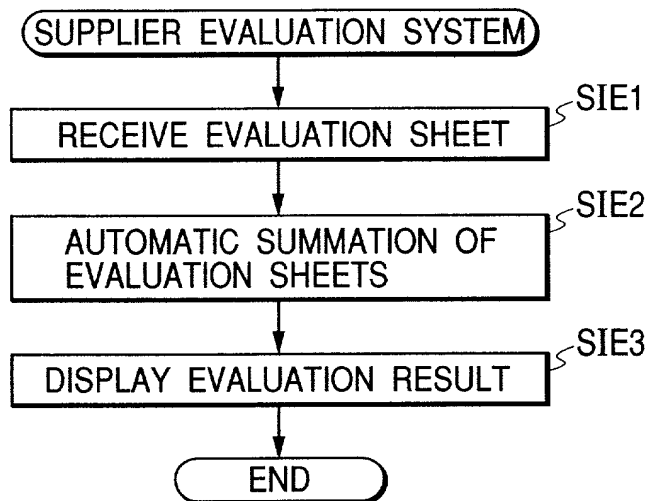 SUPPLIER EVALUATION SYSTEM
SIE1
RECEIVE EVALUATION SHEET
SIE2
AUTOMATIC SUMMATION OF
EVALUATION SHEETS
SIE3
DISPLAY EVALUATION RESULT
END